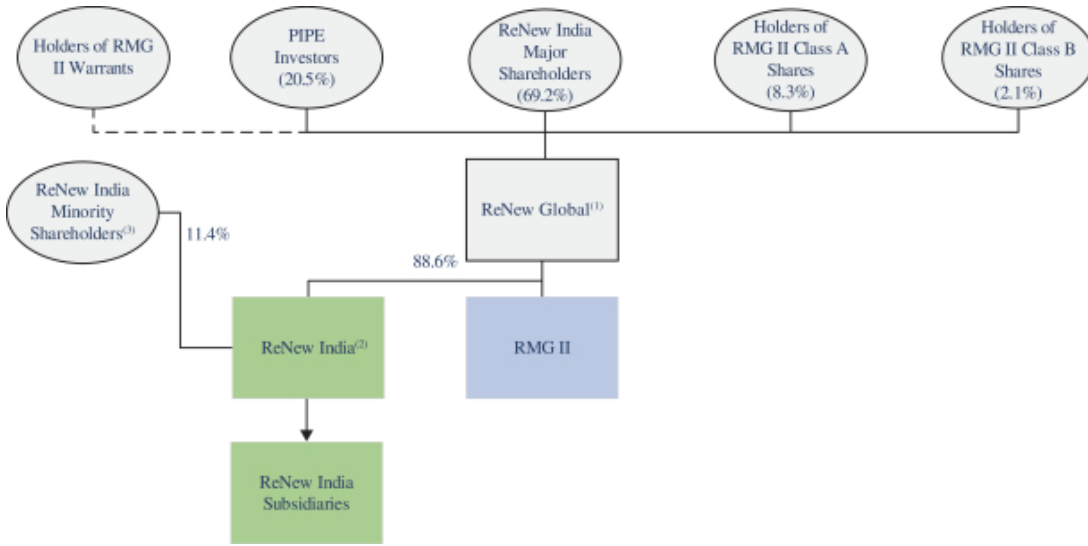 Holders of RMG
II Warrants
PIPE
Investors
(20.5%)
ReNew India
Major
Shareholders
(69.2%)
Holders of
RMG II Class A
Shares
(8.3%)
Holders of
RMG II Class B
Shares
(2.1%)
ReNew India
Minority
Shareholders(3)
11.4%
ReNew Global(1)
88.6%
ReNew India(2)
RMG II
ReNew India
Subsidiaries